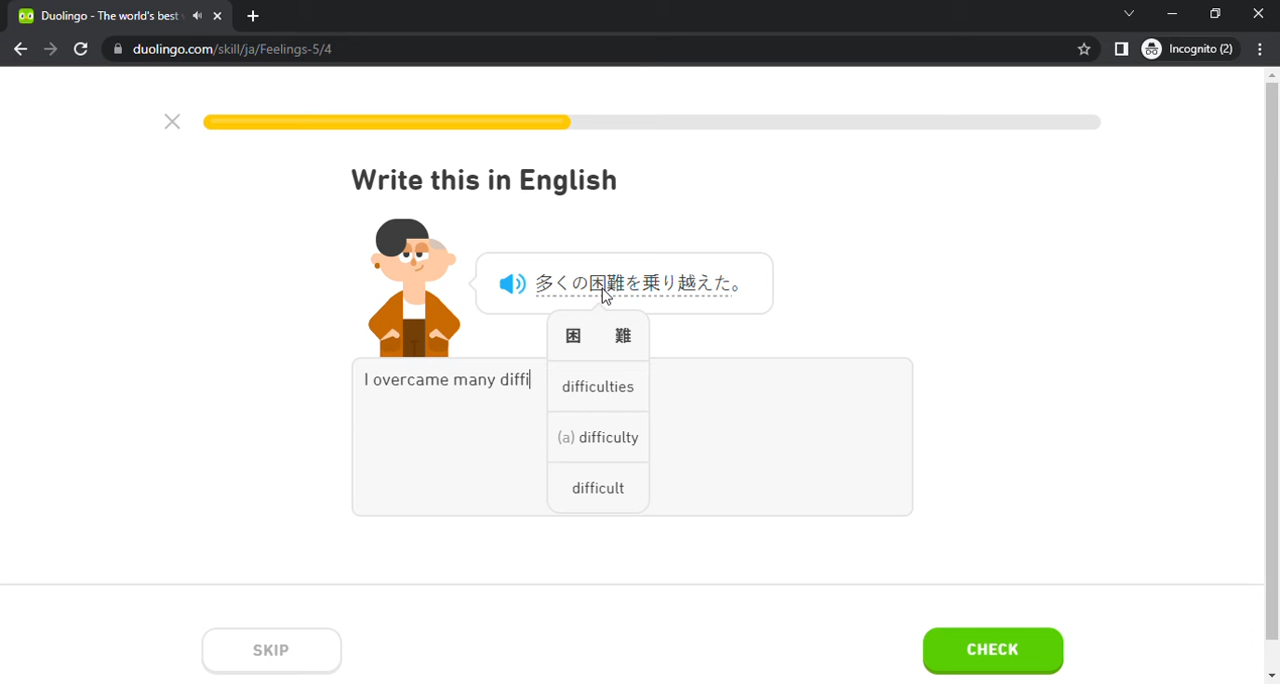 Duolingo - The world's best
duolingo.com/skill/ja/Feelings-5/4
Incognito (2)
Write this in English
多くの困難を乗り越えた。
困 難
difficulties
(a) difficulty
difficult
I overcame many diffi
SKIP
CHECK